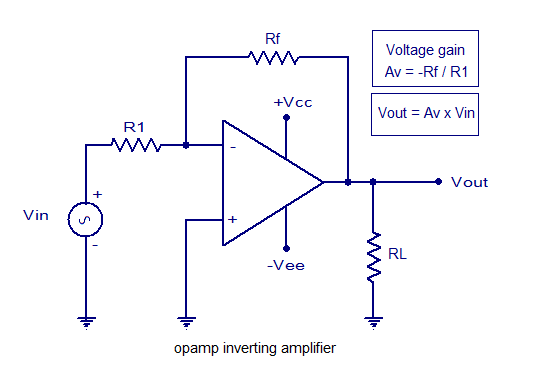 Rf
Voltage gain
Av = -Rf / R1
+Vcc
Vout = Av x Vin
R1
-
+
Vout
+
Vin
S
-
+
-Vee
RL
opamp inverting amplifier